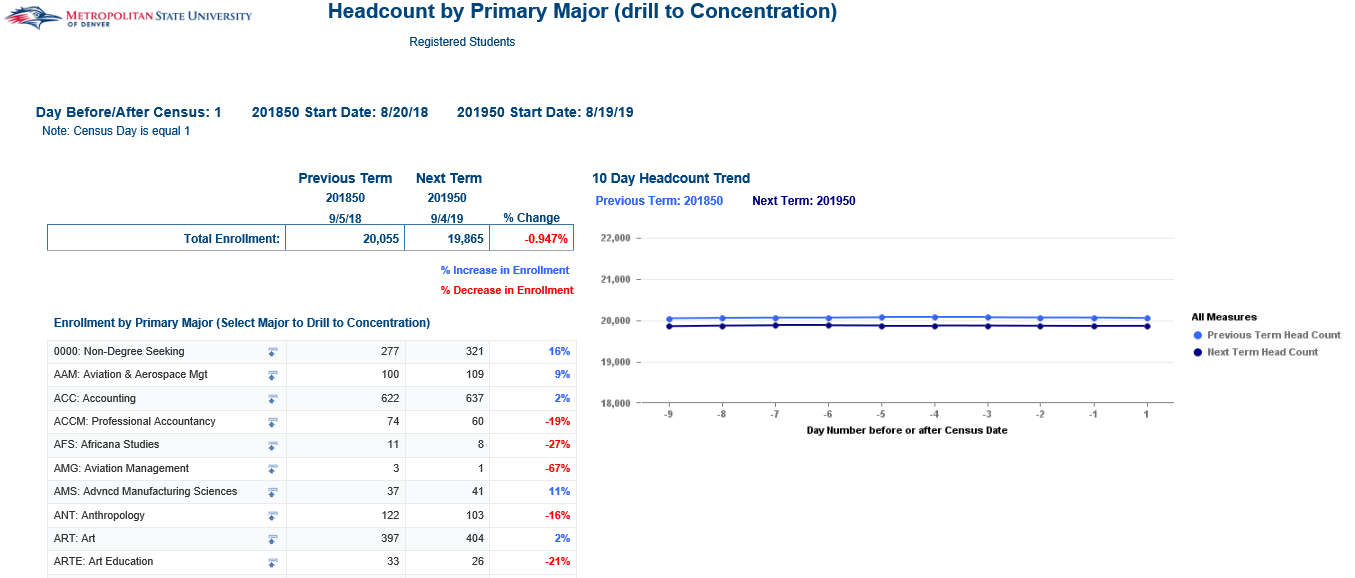 METROPOLITAN STATE UNIVERSITY
OF DENVER
Headcount by Primary Major (drill to Concentration)
Registered Students
Day Before/After Census: 1 201850 Start Date: 8/20/18 201950 Start Date: 8/19/19
Note: Census Day is equal 1
Previous Term Next Term
201850 201950
9/5/18 9/4/19 % Change
Total Enrollment: 20,055 19,865 -0.947%
% Increase in Enrollment
% Decrease in Enrollment
Enrollment by Primary Major (Select Major to Drill to Concentration)
0000: Non-Degree Seeking 277 321 16%
AAM: Aviation & Aerospace Mgt 100 109 9%
ACC: Accounting 622 637 2%
ACCM: Professional Accountancy 74 60 -19%
AFS: Africana Studies 11 8 -27%
AMG: Aviation Management 3 1 -67%
AMS: Advncd Manufacturing Sciences 37 41 11%
ANT: Anthropology 122 103 -16%
ART: Art 397 404 2%
ARTE: Art Education 33 26 -21%
10 Day Headcount Trend
Previous Term: 201850 Next Term: 201950
22,000
21,000
20,000
19,000
18,000
-9 -8 -7 -6 -5 -4 -3 -2 -1 1
Day Number before or after Census Date
All Measures
Previous Term Head Count
Next Term Head Count